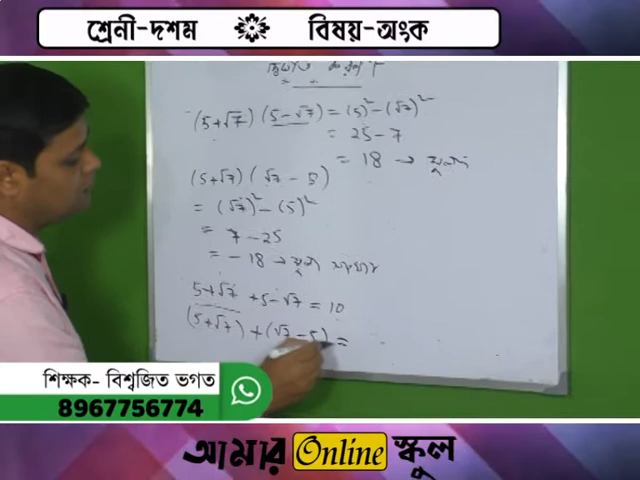 শ্রেনী-দশম বিষয়-অংক
করণী
(5+√7) (5-√7) = (5)² - (√7)²
= 25-7
= 18 →
(5+√7) (√7 - 5)
= (√7)² - (5)²
= 7-25
= -18 →
5+√7 + 5-√7 = 10
(5+√7) + (√7-5) =
শিক্ষক- বিশ্বজিত ভগত
8967756774
আমার Online স্কুল